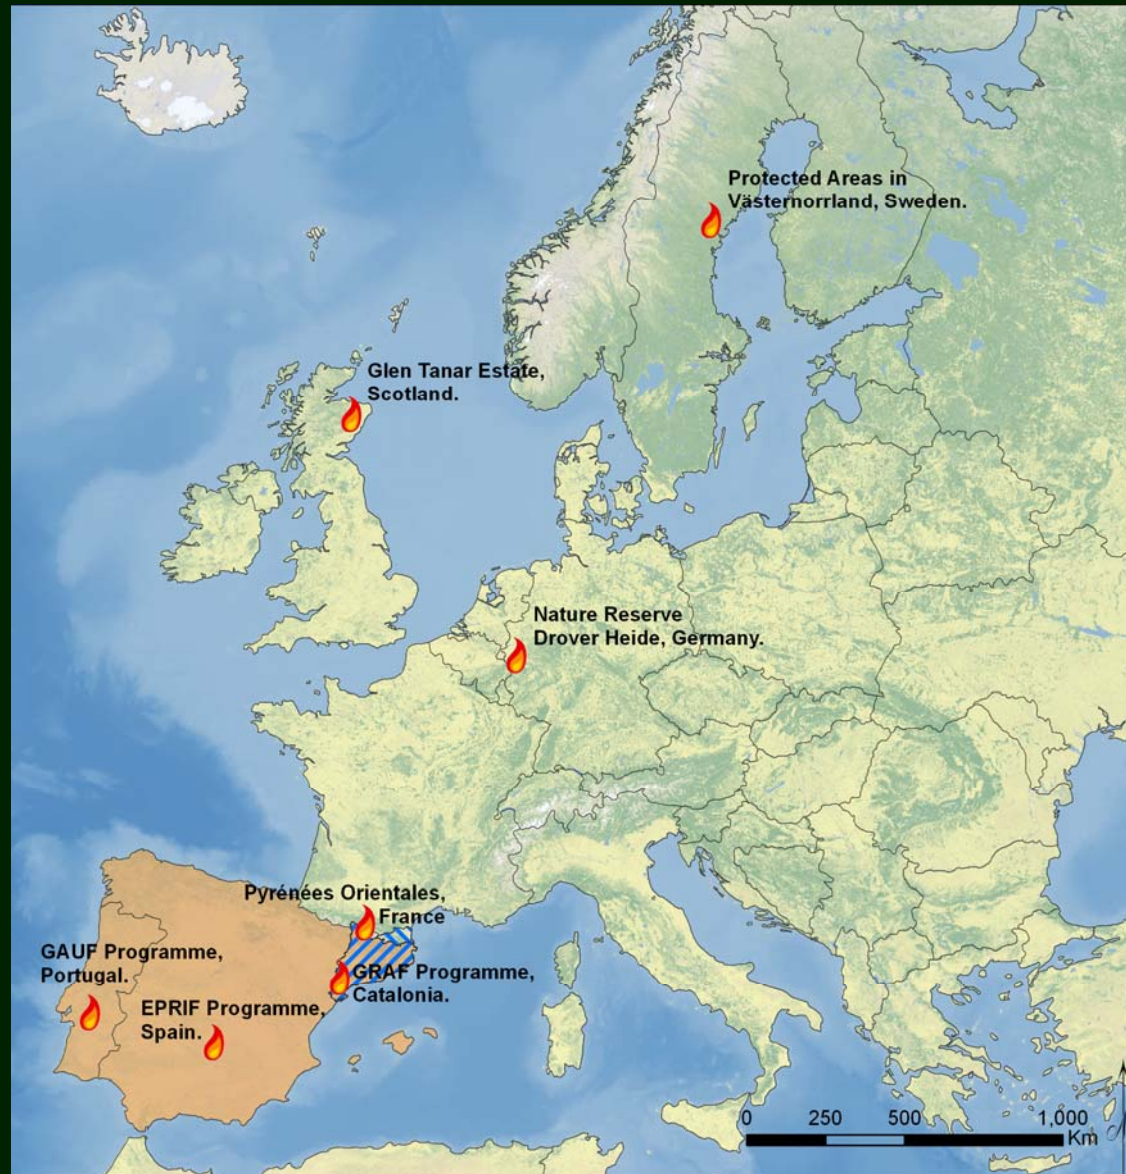 Protected Areas in
Västernorrland, Sweden.
Glen Tanar Estate,
Scotland.
Nature Reserve
Drover Heide, Germany.
Pyrénées Orientales,
France
GAUF Programme,
Portugal.
GRAF Programme,
Catalonia.
EPRIF Programme,
Spain.
0 250 500 1,000
Km